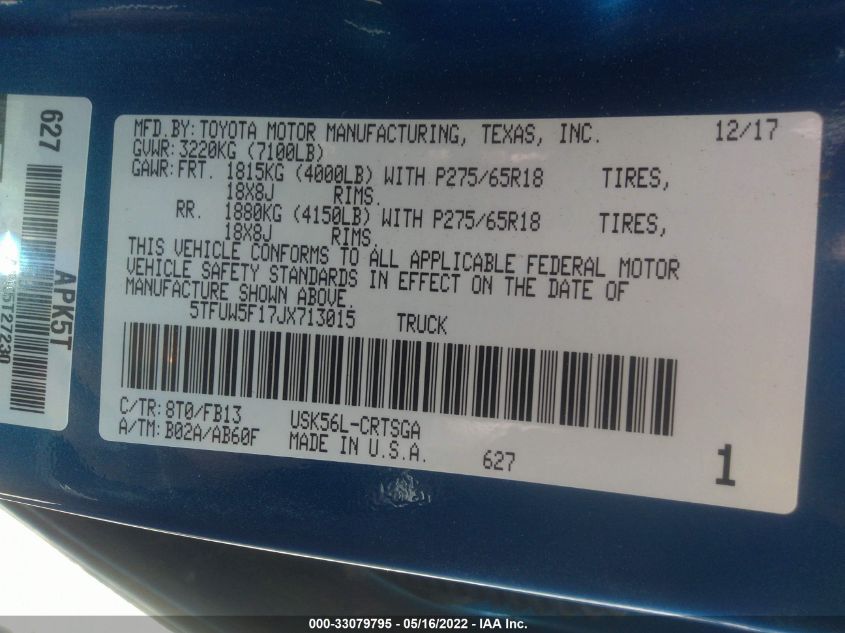 627
APK5T
MFD.BY: TOYOTA MOTOR MANUFACTURING, TEXAS, INC. 12/17
GVWR: 3220KG (7100LB)
GAWR: FRT. 1815KG (4000LB) WITH P275/65R18 TIRES,
18X8J RIMS.
RR. 1880KG (4150LB) WITH P275/65R18 TIRES,
18X8J RIMS.
THIS VEHICLE CONFORMS TO ALL APPLICABLE FEDERAL MOTOR
VEHICLE SAFETY STANDARDS IN EFFECT ON THE DATE OF
MANUFACTURE SHOWN ABOVE.
5TFUW5F17JX713015 TRUCK
C/TR: 8T0/FB13 USK56L-CRTSGA
A/TM: B02A/AB60F MADE IN U.S.A. 627 1
000-33079795 - 05/16/2022 - IAA Inc.